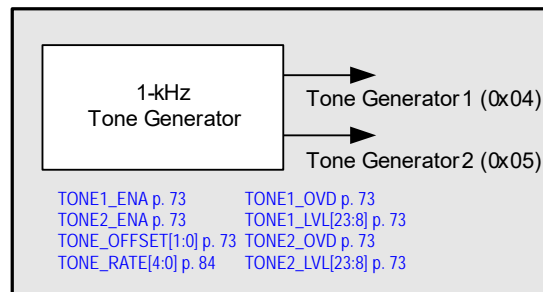 1-kHz
Tone Generator
Tone Generator 1 (0x04)
Tone Generator 2 (0x05)
TONE1_ENA p. 73 TONE1_OVD p. 73
TONE2_ENA p. 73 TONE1_LVL[23:8] p. 73
TONE_OFFSET[1:0] p. 73 TONE2_OVD p. 73
TONE_RATE[4:0] p. 84 TONE2_LVL[23:8] p. 73